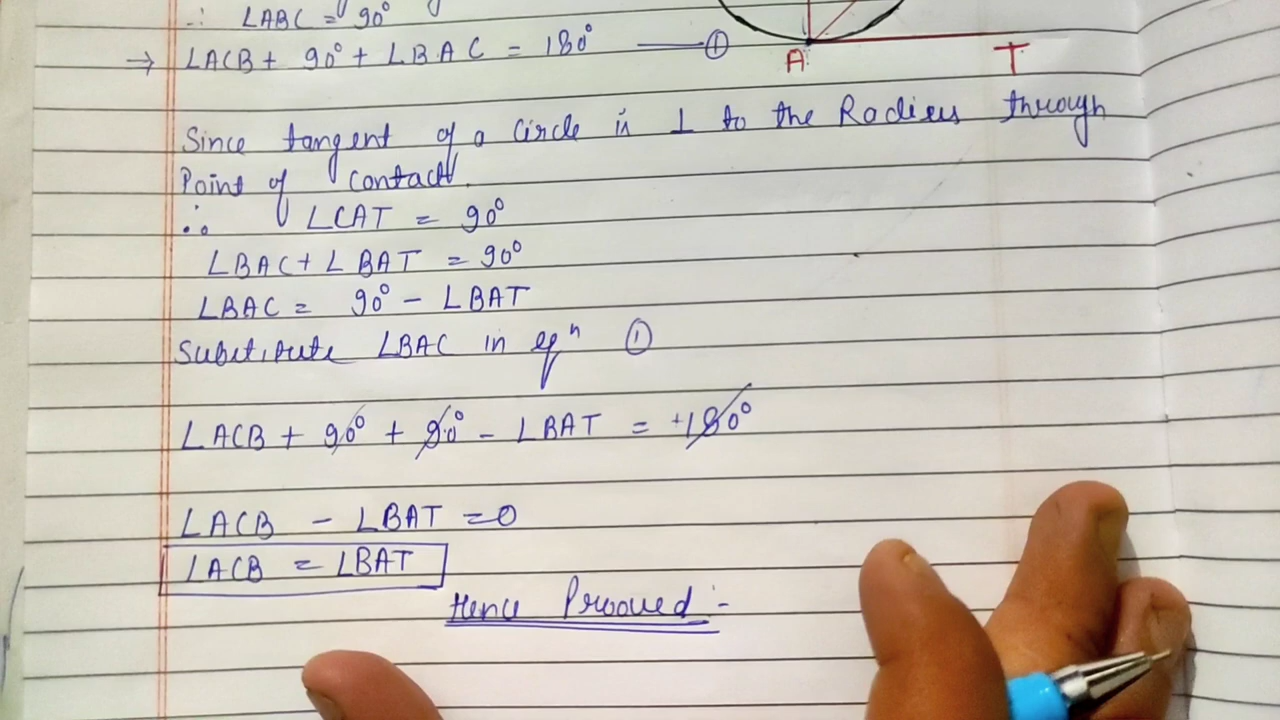 ∴ ∠ABC = 90°
→ ∠ACB + 90° + ∠BAC = 180° — ①
A
T
Since tangent of a Circle is ⊥ to the Radius through
Point of contact.
∴ ∠CAT = 90°
∠BAC + ∠BAT = 90°
∠BAC = 90° - ∠BAT
Substitute ∠BAC in eqⁿ ①
∠ACB + 90° + 90° - ∠BAT = +180°
∠ACB - ∠BAT = 0
∠ACB = ∠BAT
Hence Prooved :-